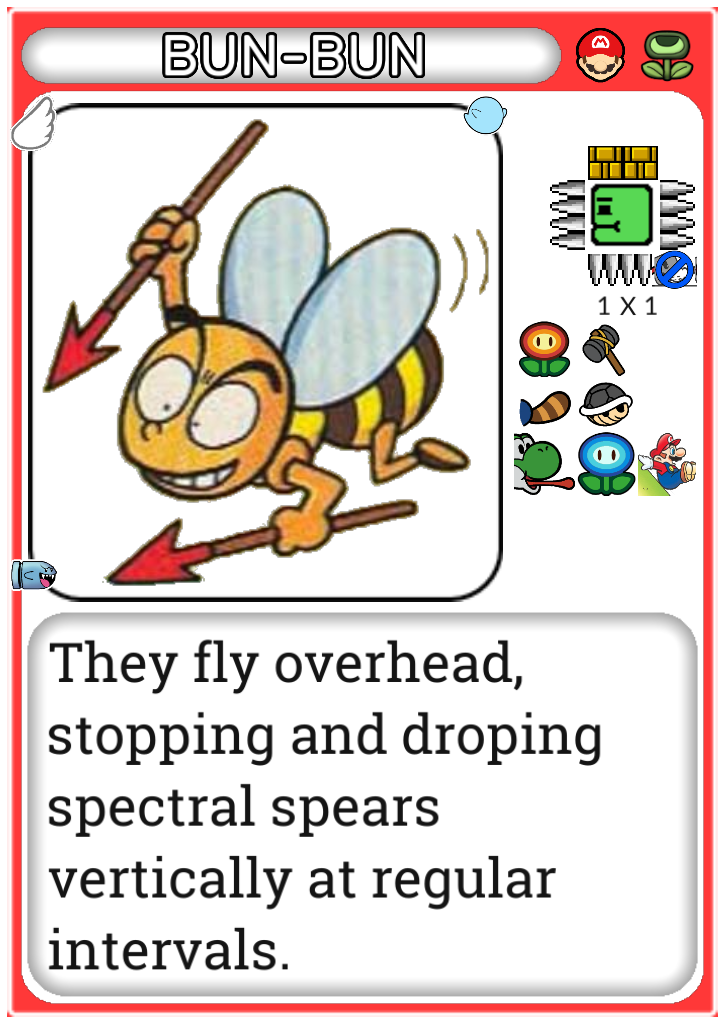 BUN-BUN
M
1 X 1
They fly overhead,
stopping and droping
spectral spears
vertically at regular
intervals.